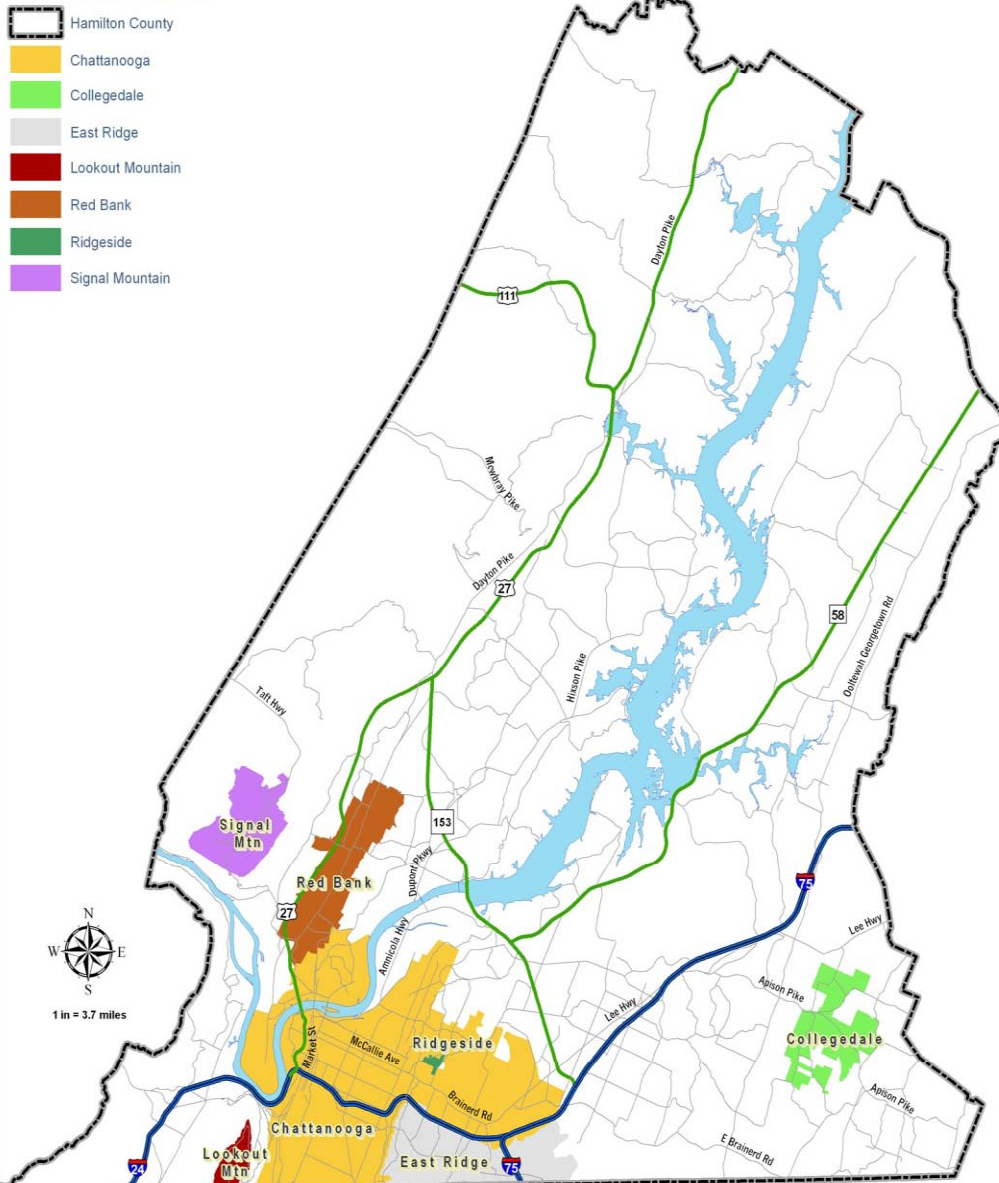 Hamilton County
Chattanooga
Collegedale
East Ridge
Lookout Mountain
Red Bank
Ridgeside
Signal Mountain
Dayton Pike
111
Mowbray Pike
Dayton Pike
27
58
Ooltewah Georgetown Rd
Hixson Pike
Taft Hwy
Signal
Mtn
153
Dupont Pkwy
Red Bank
27
75
Amnicola Hwy
Lee Hwy
N
W
E
S
1 in = 3.7 miles
Apison Pike
Lee Hwy
Market St
McCallie Ave
Ridgeside
Collegedale
Brainerd Rd
Apison Pike
Chattanooga
E Brainerd Rd
Lookout
Mtn
East Ridge
24
75